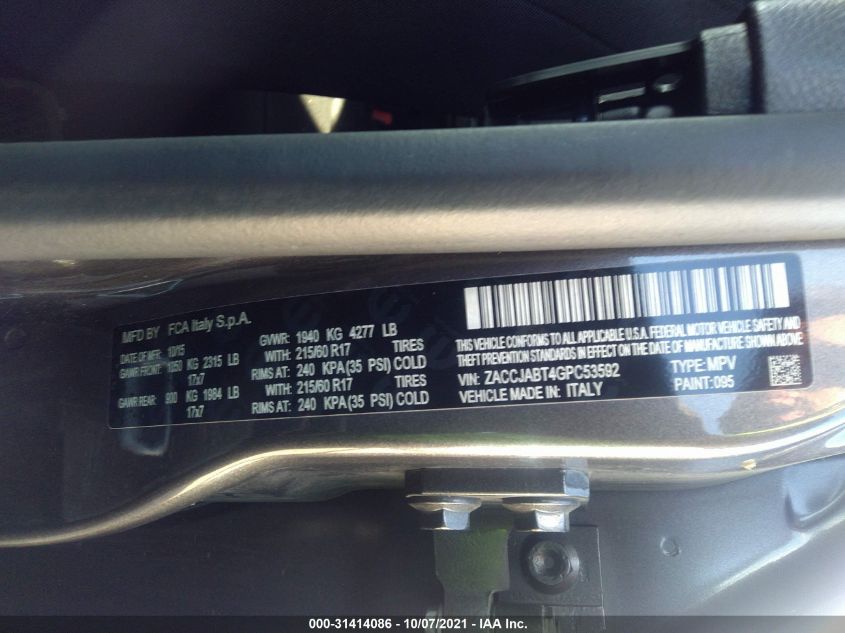 MFD BY FCA Italy S.p.A.
DATE OF MFR 10/15 GVWR: 1940 KG 4277 LB
GAWR FRONT: 1050 KG 2315 LB WITH: 215/60 R17 TIRES
17x7 RIMS AT: 240 KPA (35 PSI) COLD
GAWR REAR: 900 KG 1984 LB WITH: 215/60 R17 TIRES
17x7 RIMS AT: 240 KPA (35 PSI) COLD
THIS VEHICLE CONFORMS TO ALL APPLICABLE U.S.A. FEDERAL MOTOR VEHICLE SAFETY AND
THEFT PREVENTION STANDARDS IN EFFECT ON THE DATE OF MANUFACTURE SHOWN ABOVE.
VIN: ZACCJABT4GPC53592 TYPE: MPV
VEHICLE MADE IN: ITALY PAINT: 095
000-31414086 - 10/07/2021 - IAA Inc.